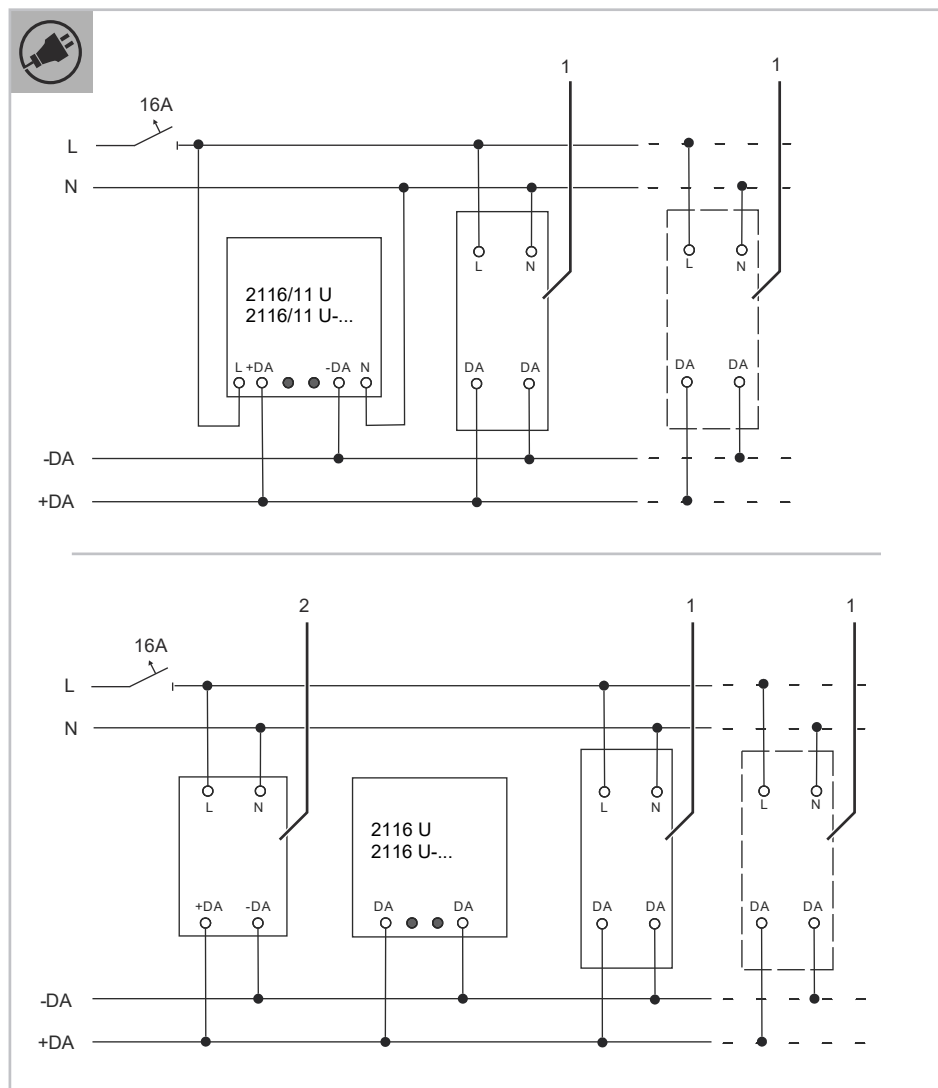 1 1
16A
L
N
L N L N
2116/11 U
2116/11 U-...
L +DA -DA N DA DA DA DA
-DA
+DA
2 1 1
16A
L
N
L N L N L N
2116 U
2116 U-...
+DA -DA DA DA DA DA DA DA
-DA
+DA